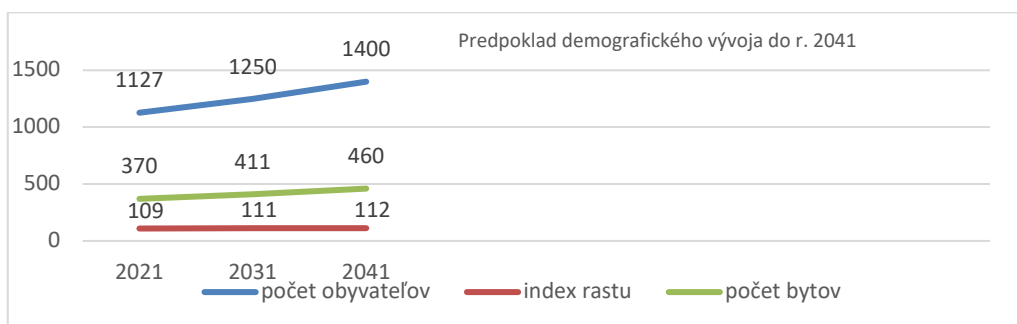 Predpoklad demografického vývoja do r. 2041
1500
1127 1250 1400
1000
370 411 460
500
109 111 112
0
2021 2031 2041
počet obyvateľov index rastu počet bytov